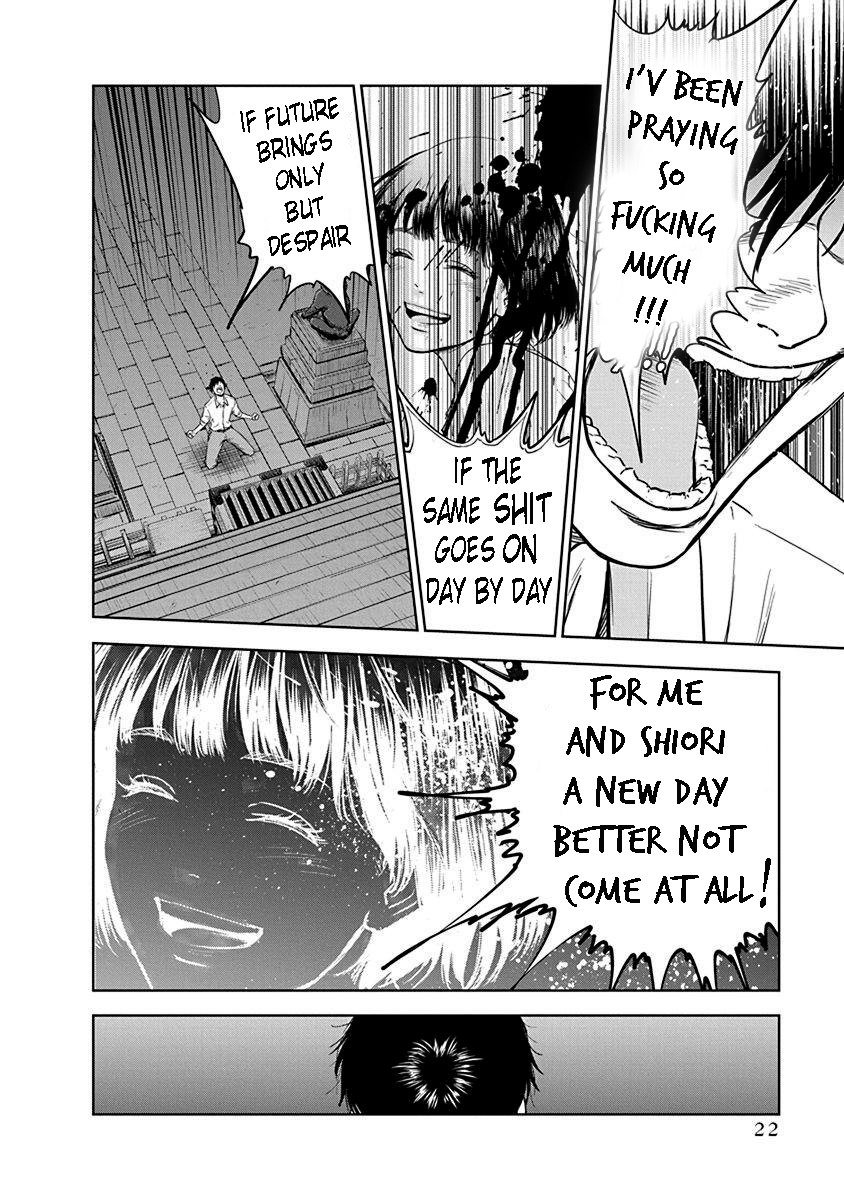 I'V BEEN
PRAYING
SO
FUCKING
MUCH
!!!
IF THE
SAME SHIT
GOES ON
DAY BY DAY
IF FUTURE
BRINGS
ONLY
BUT
DESPAIR
FOR ME
AND SHIORI
A NEW DAY
BETTER NOT
COME AT ALL!
22